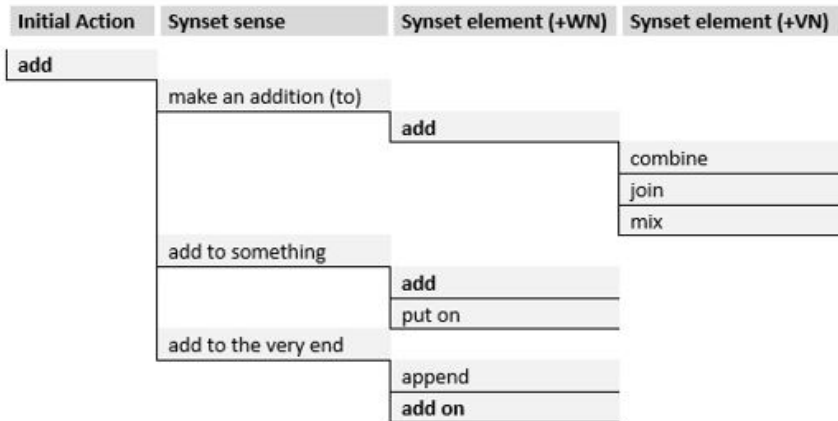 Initial Action Synset sense Synset element (+WN) Synset element (+VN)
add
make an addition (to)
add
combine
join
mix
add to something
add
put on
add to the very end
append
add on